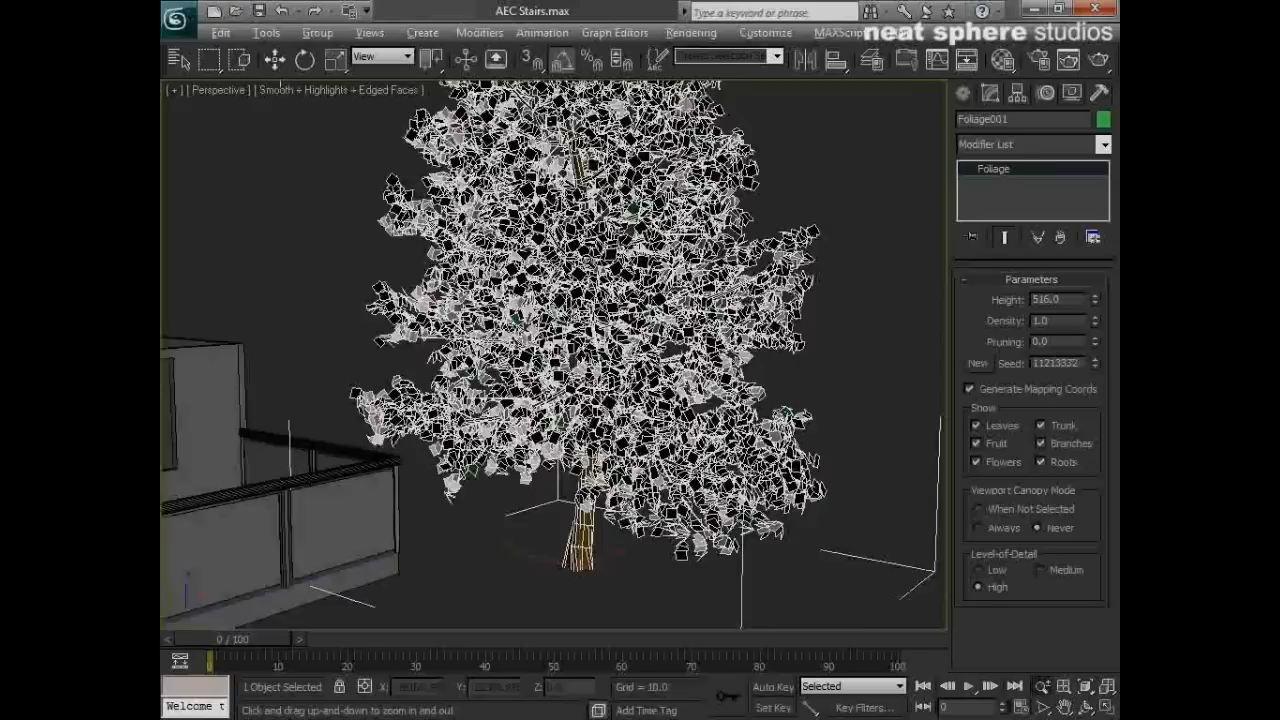 AEC Stairs.max
Type a keyword or phrase
Edit Tools Group Views Create Modifiers Animation Graph Editors Rendering Customize MAXScr
neat sphere studios
View
3
[ + ] [ Perspective ] [ Smooth + Highlights + Edged Faces ]
Foliage001
Modifier List
Foliage
Parameters
Height: 516.0
Density: 1.0
Pruning: 0.0
New Seed: 11213332
Generate Mapping Coords
Show
Leaves Trunk
Fruit Branches
Flowers Roots
Viewport Canopy Mode
When Not Selected
Always Never
Level-of-Detail
Low Medium
High
< 0 / 100 >
10 20 30 40 50 60 70 80 90 100
1 Object Selected X: Y: Z: Grid = 10.0 Auto Key Selected
Welcome t Click and drag up-and-down to zoom in and out Add Time Tag Set Key Key Filters... 0